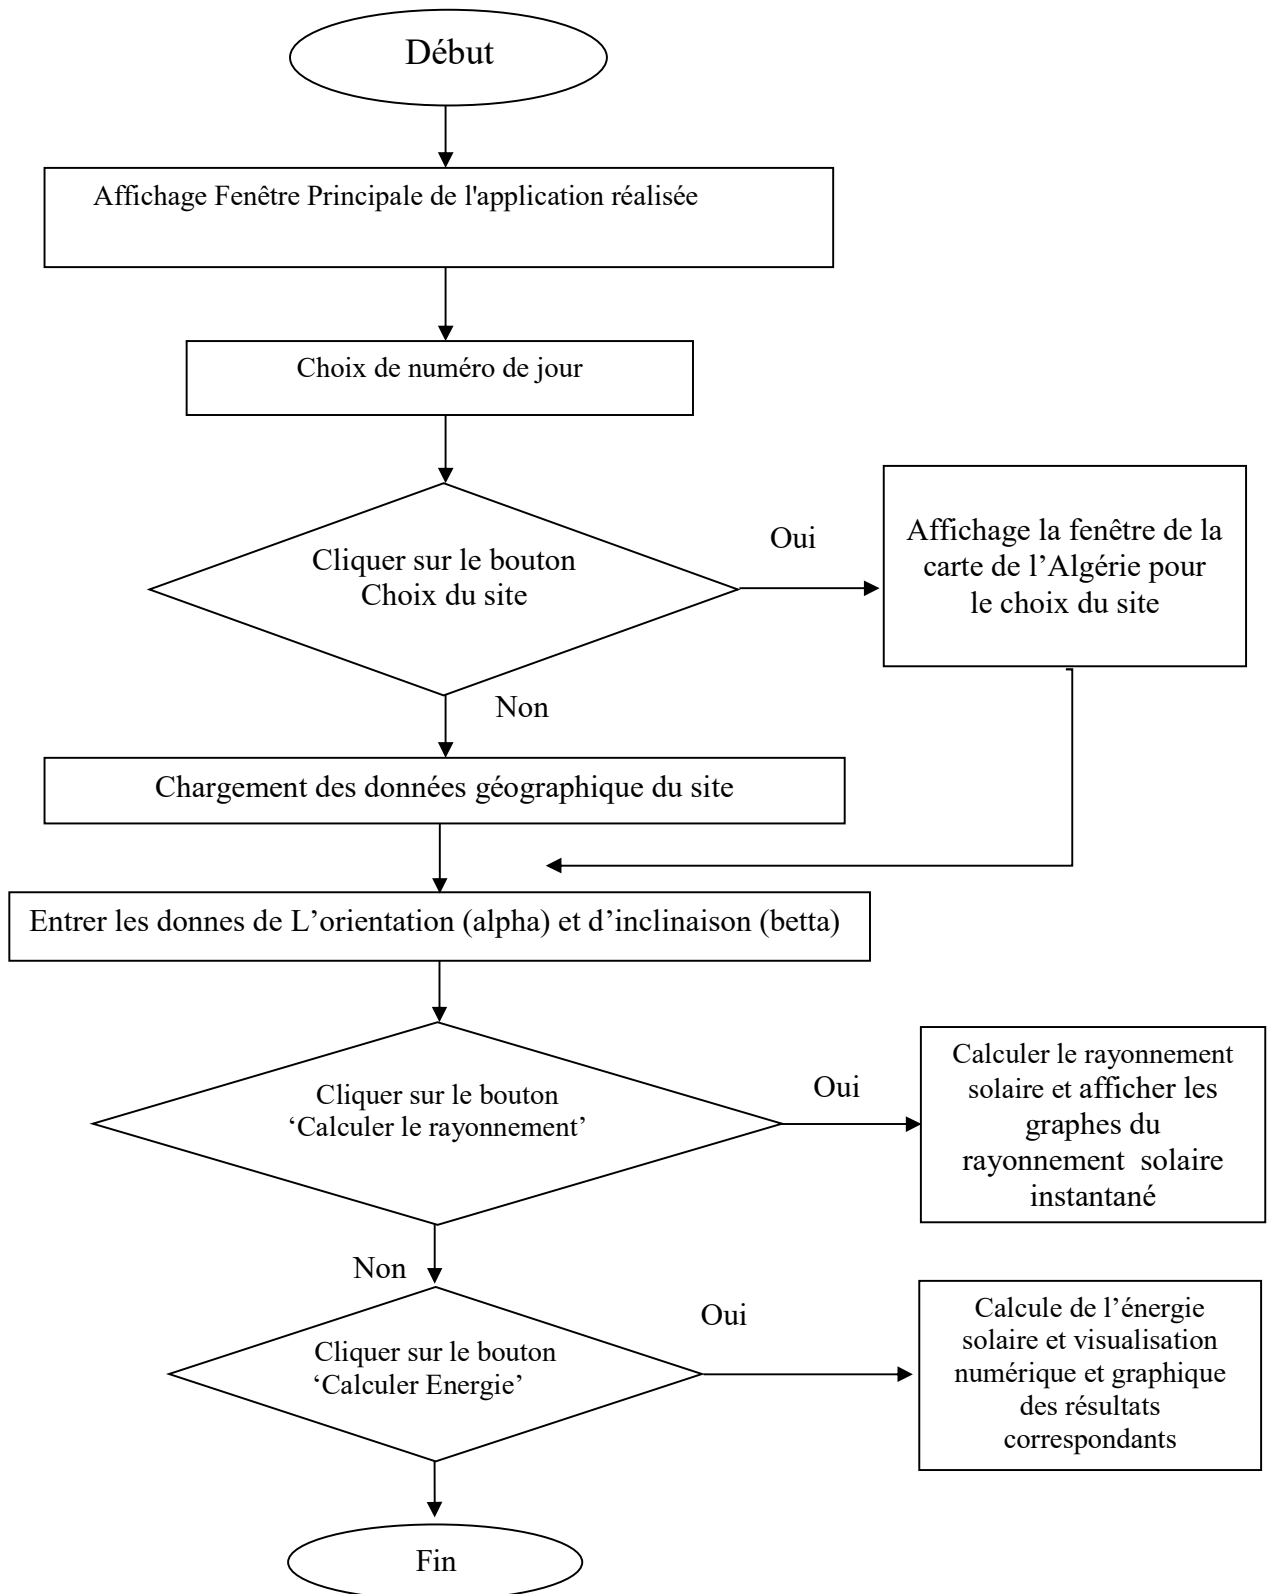 Début
Affichage Fenêtre Principale de l'application réalisée
Choix de numéro de jour
Cliquer sur le bouton
Choix du site
Oui
Affichage la fenêtre de la
carte de l’Algérie pour
le choix du site
Non
Chargement des données géographique du site
Entrer les donnes de L’orientation (alpha) et d’inclinaison (betta)
Cliquer sur le bouton
‘Calculer le rayonnement’
Oui
Calculer le rayonnement
solaire et afficher les
graphes du
rayonnement solaire
instantané
Non
Cliquer sur le bouton
‘Calculer Energie’
Oui
Calcule de l’énergie
solaire et visualisation
numérique et graphique
des résultats
correspondants
Fin